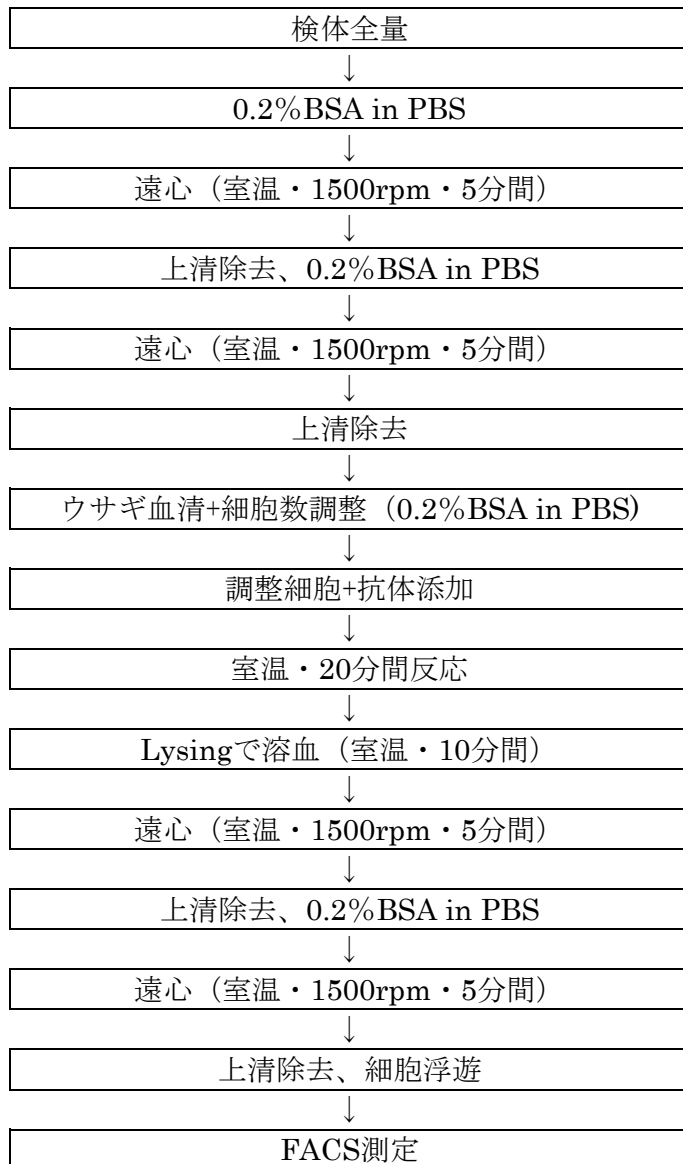 検体全量
↓
0.2%BSA in PBS
↓
遠心（室温・1500rpm・5分間）
↓
上清除去、0.2%BSA in PBS
↓
遠心（室温・1500rpm・5分間）
↓
上清除去
↓
ウサギ血清+細胞数調整（0.2%BSA in PBS)
↓
調整細胞+抗体添加
↓
室温・20分間反応
↓
Lysingで溶血（室温・10分間）
↓
遠心（室温・1500rpm・5分間）
↓
上清除去、0.2%BSA in PBS
↓
遠心（室温・1500rpm・5分間）
↓
上清除去、細胞浮遊
↓
FACS測定